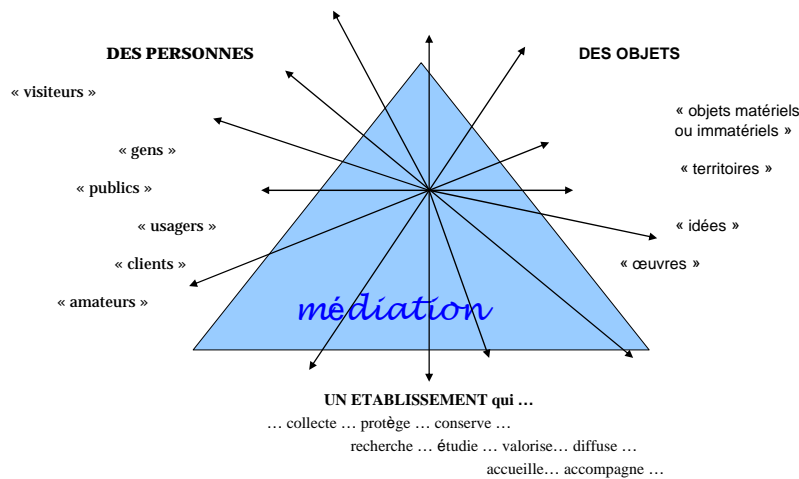 DES PERSONNES
« visiteurs »
« gens »
« publics »
« usagers »
« clients »
« amateurs »
DES OBJETS
« objets matériels
ou immatériels »
« territoires »
« idées »
« œuvres »
médiation
UN ETABLISSEMENT qui …
… collecte … protège … conserve …
recherche … étudie … valorise… diffuse …
accueille… accompagne …